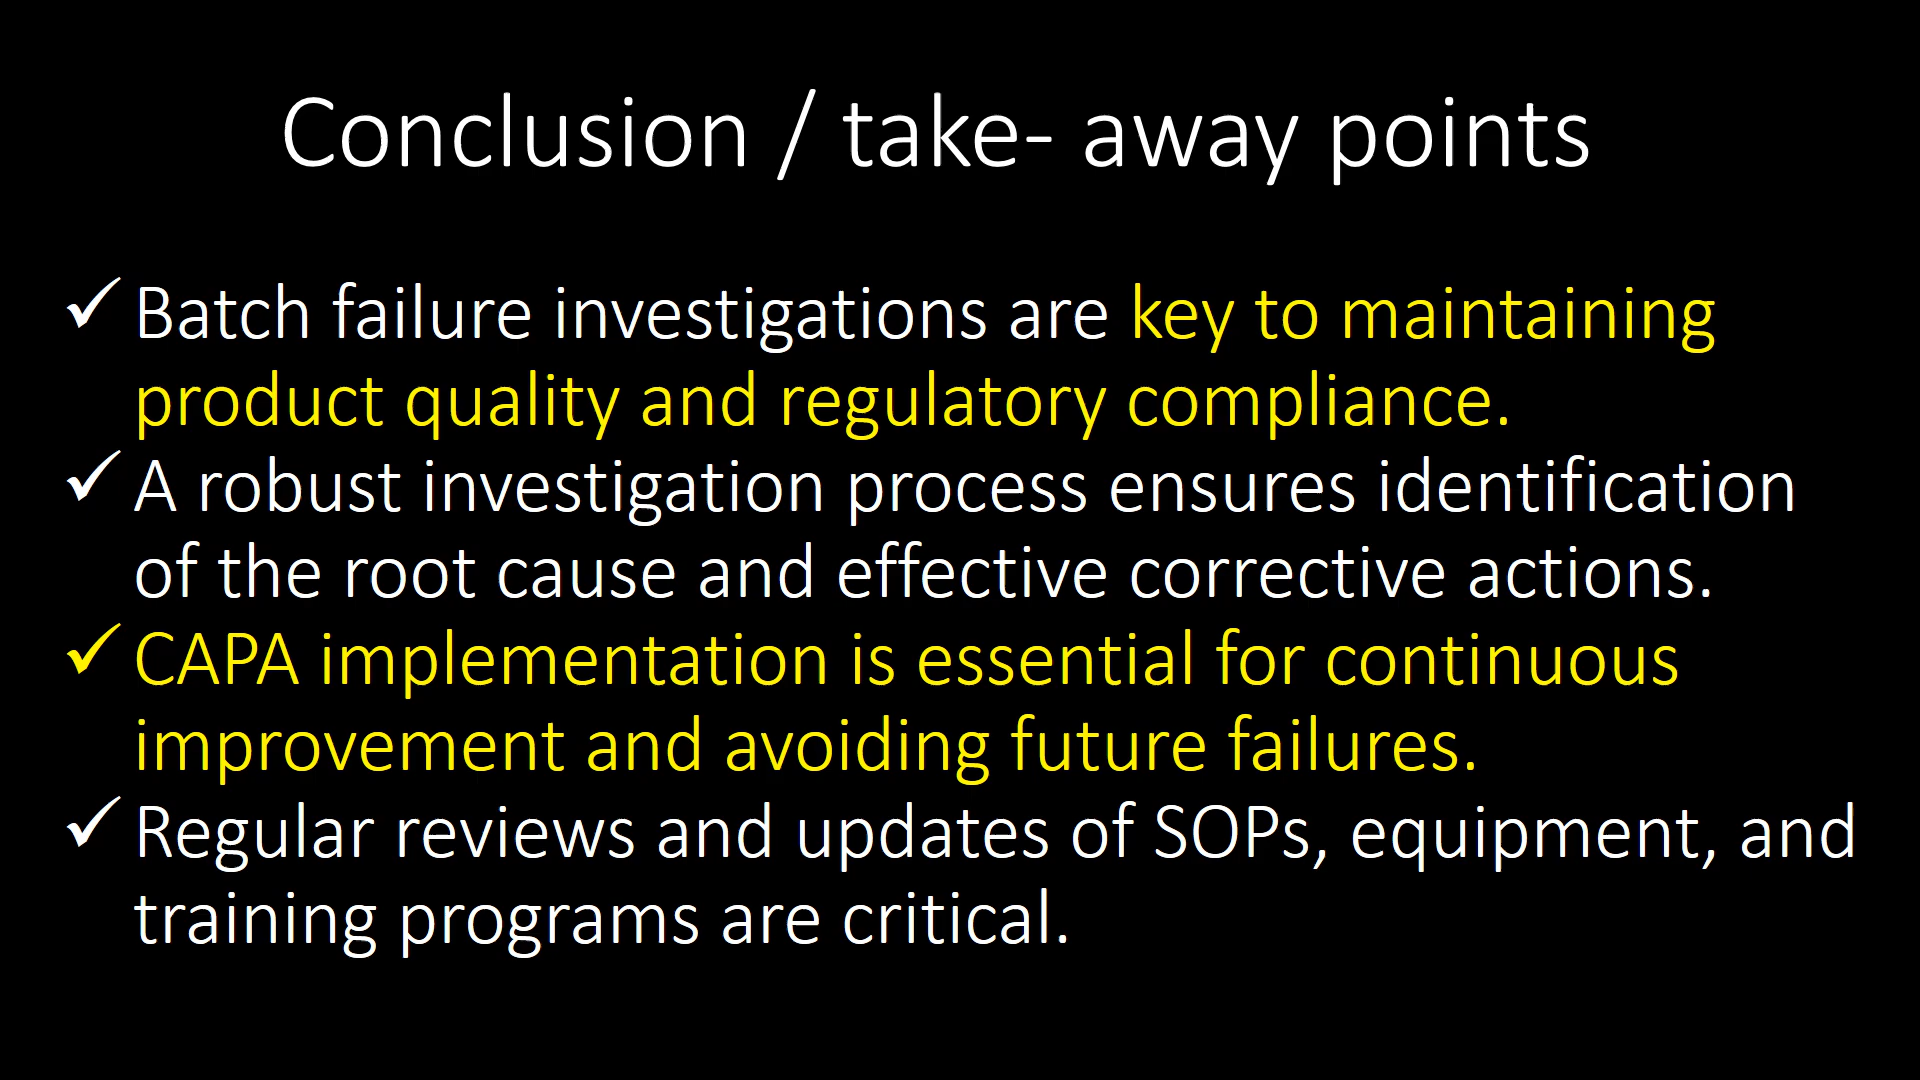 Conclusion / take- away points
✓ Batch failure investigations are key to maintaining
product quality and regulatory compliance.
✓ A robust investigation process ensures identification
of the root cause and effective corrective actions.
✓ CAPA implementation is essential for continuous
improvement and avoiding future failures.
✓ Regular reviews and updates of SOPs, equipment, and
training programs are critical.